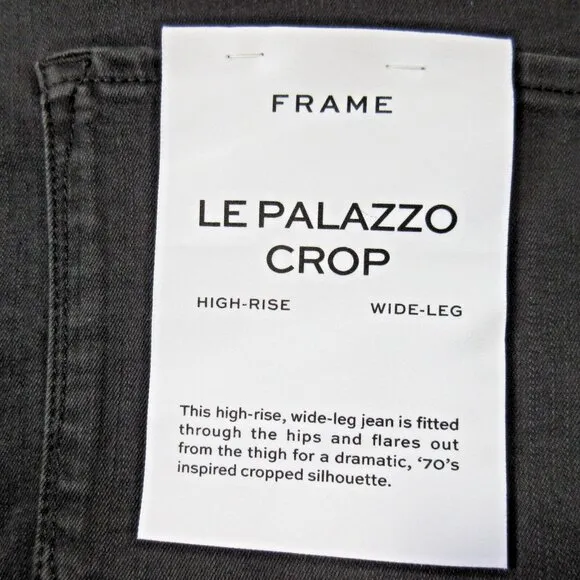 FRAME
LE PALAZZO
CROP
HIGH-RISE WIDE-LEG
This high-rise, wide-leg jean is fitted
through the hips and flares out
from the thigh for a dramatic, ‘70’s
inspired cropped silhouette.